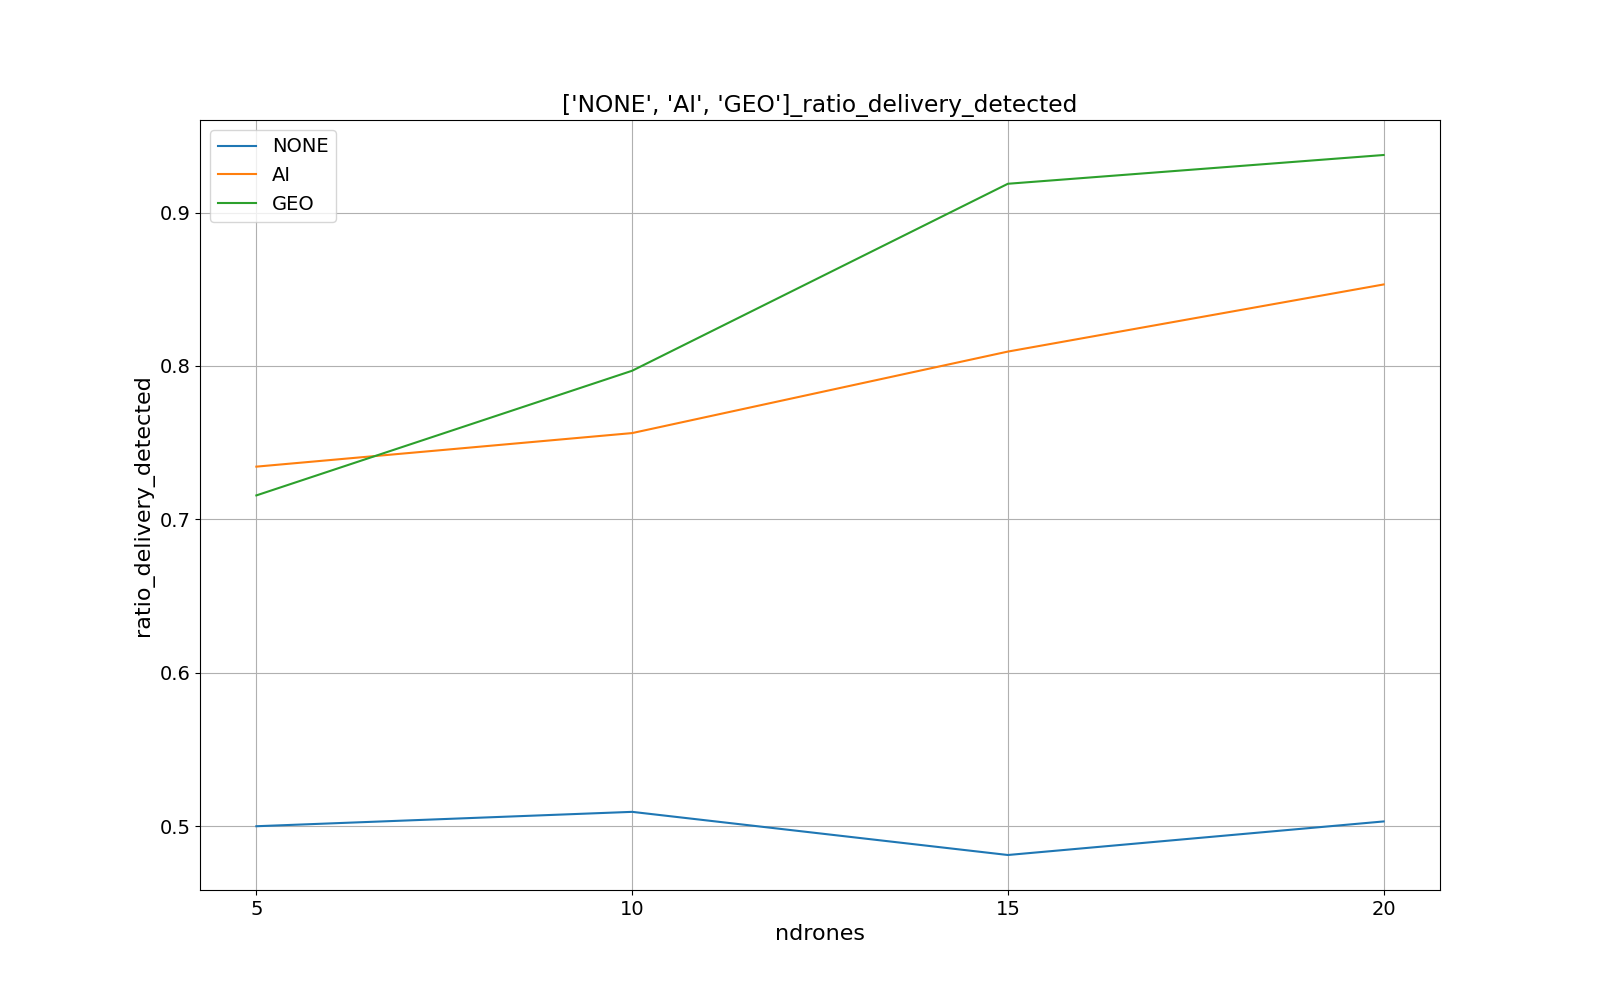 ['NONE', 'AI', 'GEO']_ratio_delivery_detected
NONE
AI
GEO
0.9
0.8
0.7
0.6
0.5
ratio_delivery_detected
5 10 15 20
ndrones